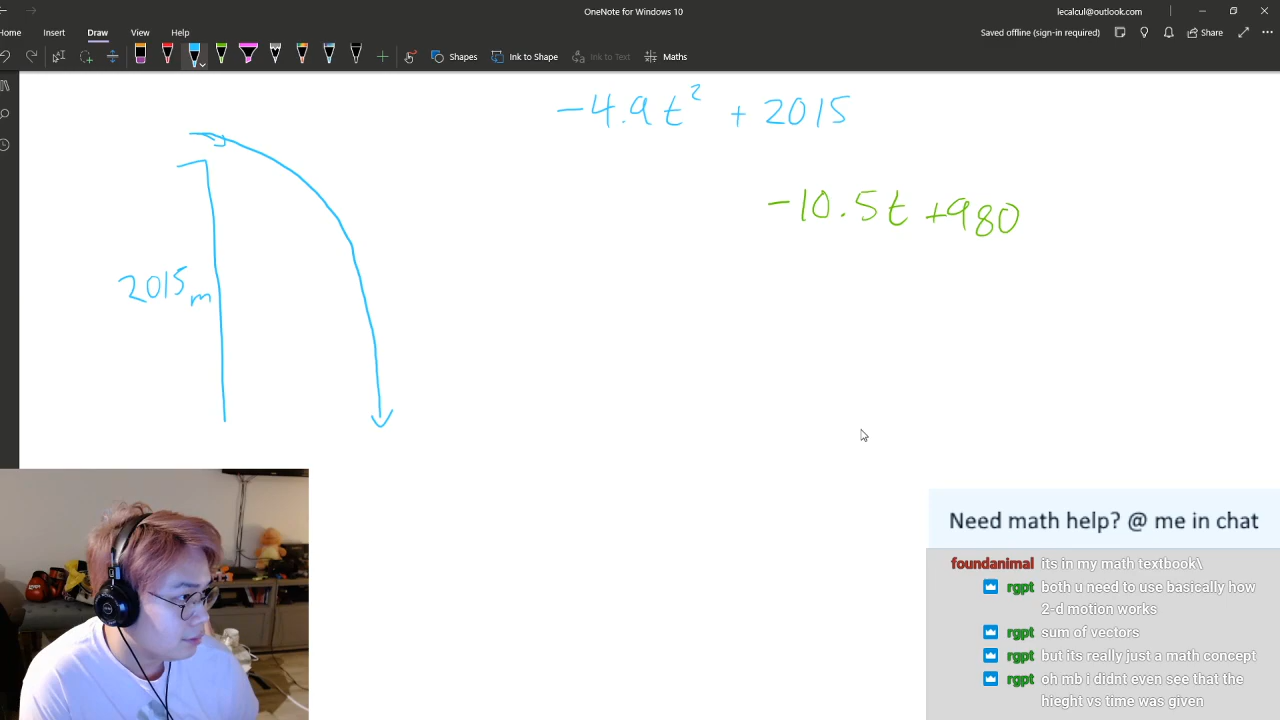 OneNote for Windows 10
lecalcul@outlook.com
Home Insert Draw View Help
Saved offline (sign-in required)
Share
Shapes
Ink to Shape
Ink to Text
Maths
-4.9t² + 2015
-10.5t +980
2015m
Need math help? @ me in chat
foundanimal its in my math textbook\
rgpt both u need to use basically how
2-d motion works
rgpt sum of vectors
rgpt but its really just a math concept
rgpt oh mb i didnt even see that the
hieght vs time was given